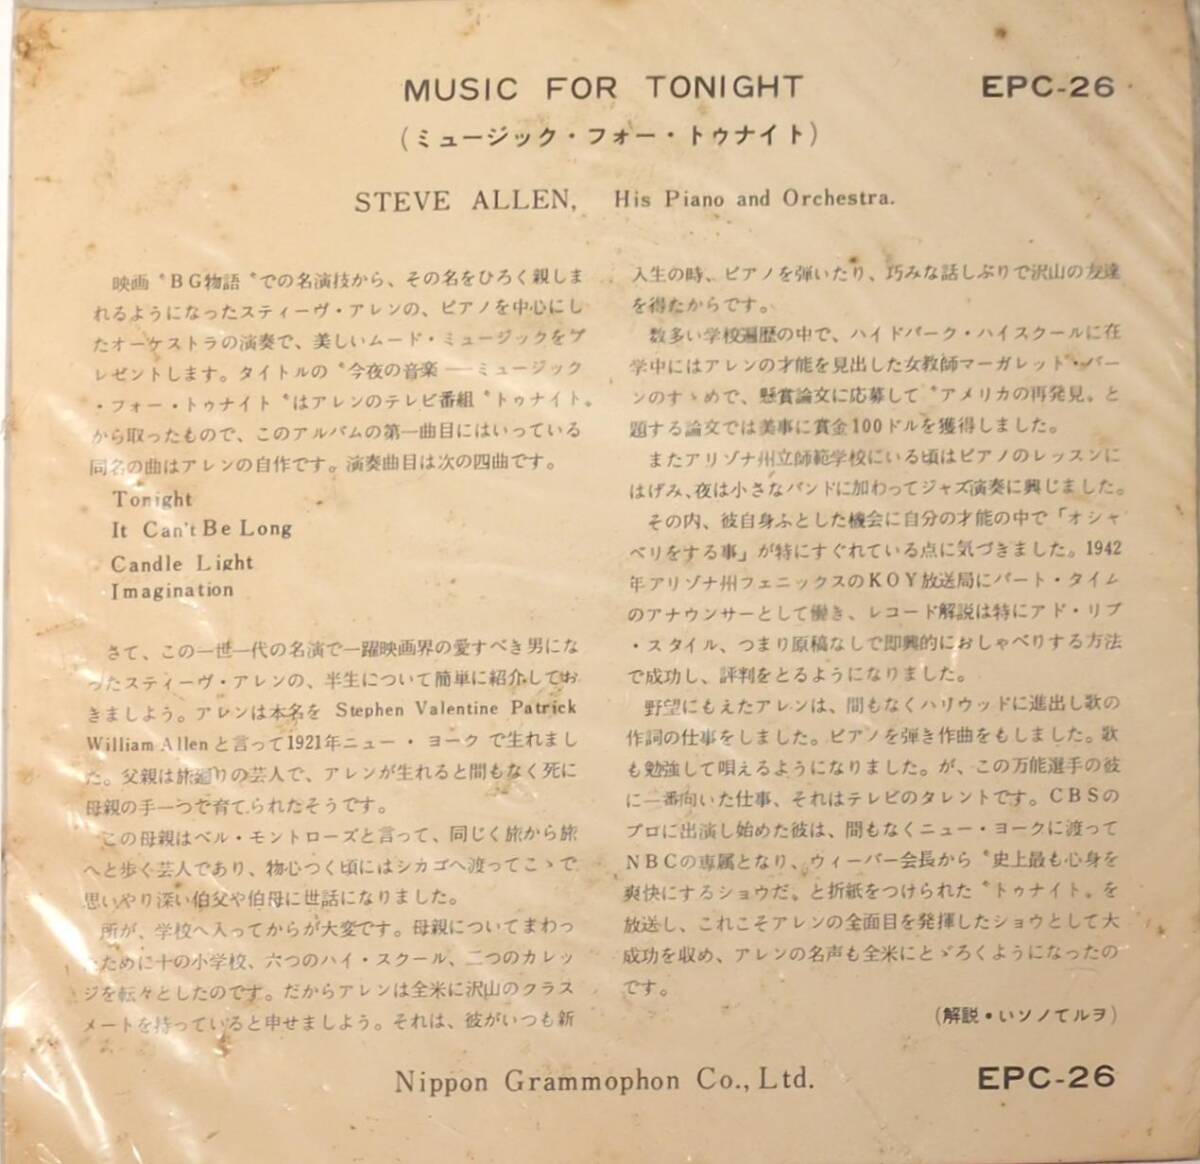 MUSIC FOR TONIGHT EPC-26
(ミュージック・フォー・トゥナイト)
STEVE ALLEN, His Piano and Orchestra.
映画〝BG物語〟での名演技から、その名をひろく親しま
れるようになったスティーヴ・アレンの、ピアノを中心にし
たオーケストラの演奏で、美しいムード・ミュージックをプ
レゼントします。タイトルの〝今夜の音楽――ミュージック
・フォー・トゥナイト〟はアレンのテレビ番組〝トゥナイト〟
から取ったもので、このアルバムの第一曲目にはいっている
同名の曲はアレンの自作です。演奏曲目は次の四曲です。
Tonight
It Can't Be Long
Candle Light
Imagination
さて、この一世一代の名演で一躍映画界の愛すべき男にな
ったスティーヴ・アレンの、半生について簡単に紹介してお
きましよう。アレンは本名を Stephen Valentine Patrick
William Allen と言って1921年ニュー・ヨークで生れまし
た。父親は旅廻りの芸人で、アレンが生れると間もなく死に
母親の手一つで育てられたそうです。
この母親はベル・モントローズと言って、同じく旅から旅
へと歩く芸人であり、物心つく頃にはシカゴへ渡ってこゝで
思いやり深い伯父や伯母に世話になりました。
所が、学校へ入ってからが大変です。母親についてまわっ
たために十の小学校、六つのハイ・スクール、二つのカレッ
ジを転々としたのです。だからアレンは全米に沢山のクラス
メートを持っていると申せましよう。それは、彼がいつも新
入生の時、ピアノを弾いたり、巧みな話しぶりで沢山の友達
を得たからです。
数多い学校遍歴の中で、ハイドパーク・ハイスクールに在
学中にはアレンの才能を見出した女教師マーガレット・バー
ンのすゝめで、懸賞論文に応募して〝アメリカの再発見〟と
題する論文では美事に賞金100ドルを獲得しました。
またアリゾナ州立師範学校にいる頃はピアノのレッスンに
はげみ、夜は小さなバンドに加わってジャズ演奏に興じました。
その内、彼自身ふとした機会に自分の才能の中で「オシャ
ベリをする事」が特にすぐれている点に気づきました。1942
年アリゾナ州フェニックスのKOY放送局にパート・タイム
のアナウンサーとして働き、レコード解説は特にアド・リブ
・スタイル、つまり原稿なしで即興的におしゃべりする方法
で成功し、評判をとるようになりました。
野望にもえたアレンは、間もなくハリウッドに進出し歌の
作詞の仕事をしました。ピアノを弾き作曲をもしました。歌
も勉強して唄えるようになりました。が、この万能選手の彼
に一番向いた仕事、それはテレビのタレントです。CBSの
プロに出演し始めた彼は、間もなくニュー・ヨークに渡って
NBCの専属となり、ウィーバー会長から〝史上最も心身を
爽快にするショウだ〟と折紙をつけられた〝トゥナイト〟を
放送し、これこそアレンの全面目を発揮したショウとして大
成功を収め、アレンの名声も全米にとゞろくようになったの
です。
(解説・いソノてルヲ)
Nippon Grammophon Co., Ltd. EPC-26